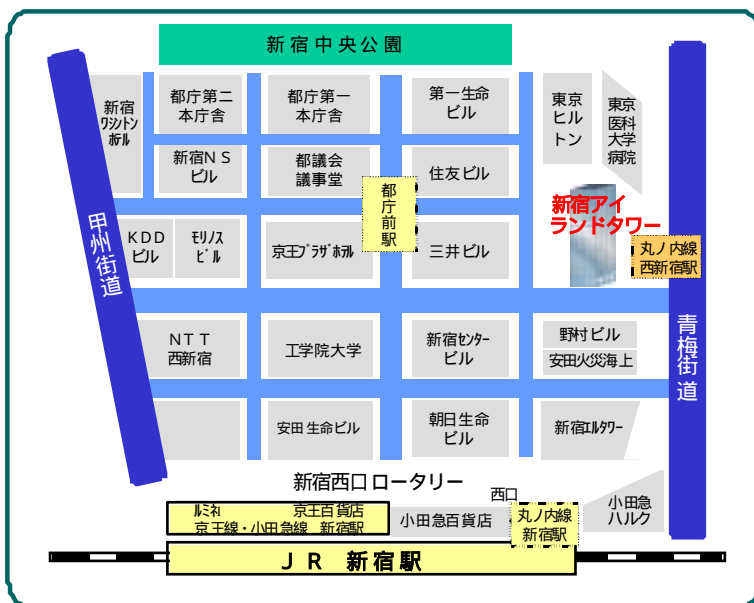 新宿中央公園
新宿
ワシントン
ホテル
都庁第二
本庁舎
都庁第一
本庁舎
第一生命
ビル
東京
ヒル
トン
東京
医科
大学
病院
新宿NS
ビル
都議会
議事堂
住友ビル
都庁前駅
新宿アイ
ランドタワー
甲州街道
KDD
ビル
モリノス
ビル
京王プラザホテル
三井ビル
丸ノ内線
西新宿駅
青梅街道
NTT
西新宿
工学院大学
新宿センター
ビル
野村ビル
安田火災海上
安田生命ビル
朝日生命
ビル
新宿エルタワー
新宿西口ロータリー
西口
ルミネ 京王百貨店
京王線・小田急線 新宿駅
小田急百貨店
丸ノ内線
新宿駅
小田急
ハルク
JR 新宿駅